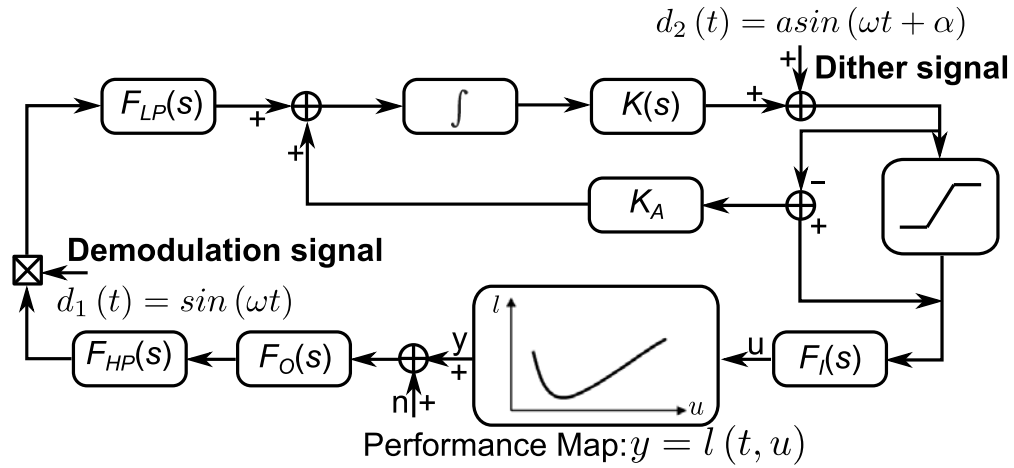 d₂ (t) = asin (ωt + α)
+
Dither signal
F_LP(s)
+
∫
K(s)
+
+
K_A
−
+
Demodulation signal
d₁ (t) = sin (ωt)
F_HP(s)
F_O(s)
n
+
y
+
l
u
u
F_I(s)
Performance Map: y = l (t, u)